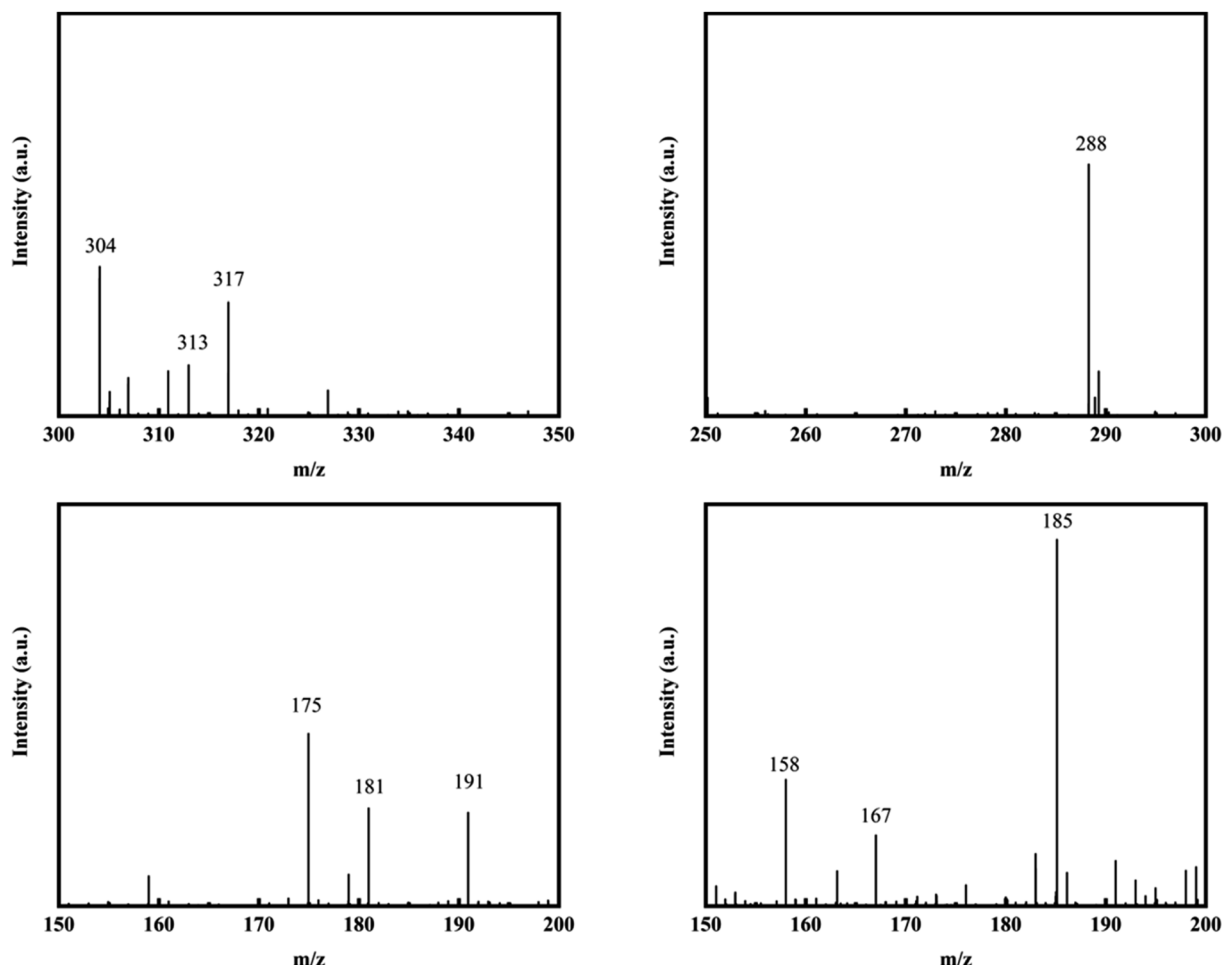 Intensity (a.u.)
304
317
313
300 310 320 330 340 350
m/z
Intensity (a.u.)
288
250 260 270 280 290 300
m/z
Intensity (a.u.)
175
181
191
150 160 170 180 190 200
m/z
Intensity (a.u.)
185
158
167
150 160 170 180 190 200
m/z